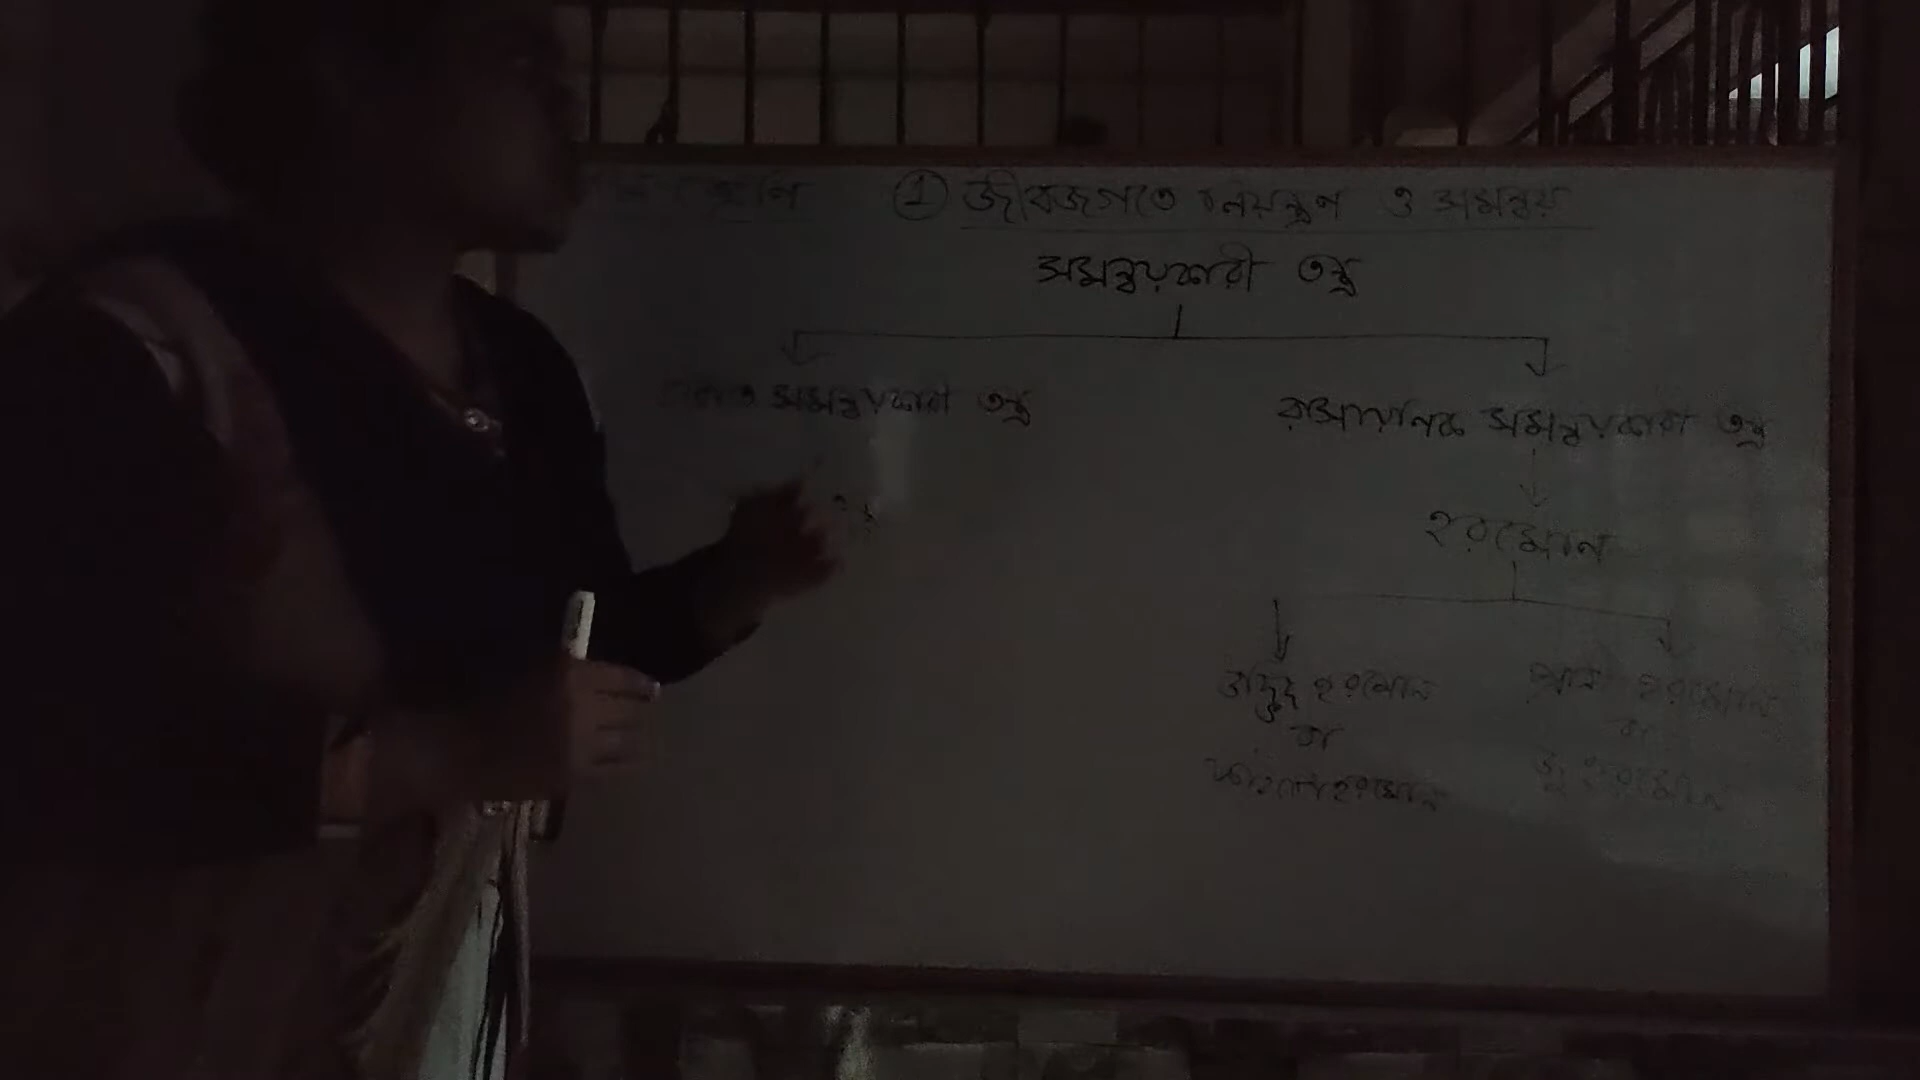 ① জীবজগতে নিয়ন্ত্রণ ও সমন্বয়
সমন্বয়কারী তন্ত্র
সমন্বয়কারী তন্ত্র
রাসায়নিক সমন্বয়কারী তন্ত্র
হরমোন
উদ্ভিদ হরমোন
প্রাণী হরমোন
বা
বা
হরমোন
হরমোন